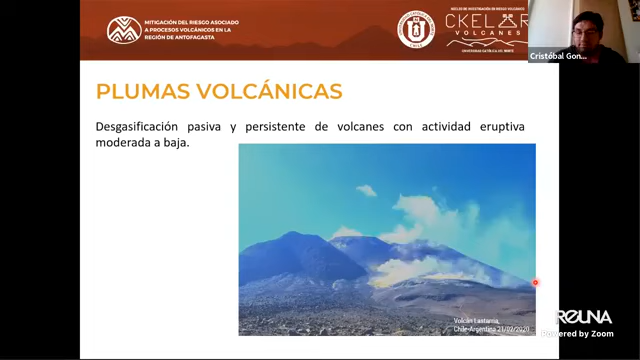 MITIGACIÓN DEL RIESGO ASOCIADO
A PROCESOS VOLCÁNICOS EN LA
REGIÓN DE ANTOFAGASTA
NÚCLEO DE INVESTIGACIÓN EN RIESGO VOLCÁNICO
CKELAR
VOLCANES
UNIVERSIDAD CATÓLICA DEL NORTE
Cristóbal Gon...
PLUMAS VOLCÁNICAS
Desgasificación pasiva y persistente de volcanes con actividad eruptiva
moderada a baja.
Volcán Lastarria,
Chile-Argentina 21/02/2020
REUNA
Powered by Zoom